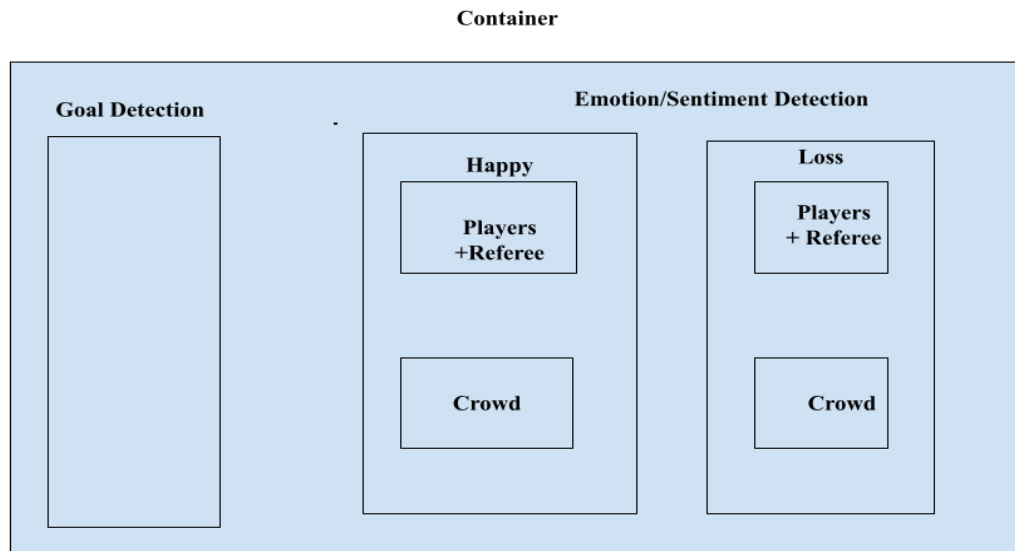 Container
Goal Detection
Emotion/Sentiment Detection
Happy
Players
+Referee
Crowd
Loss
Players
+ Referee
Crowd